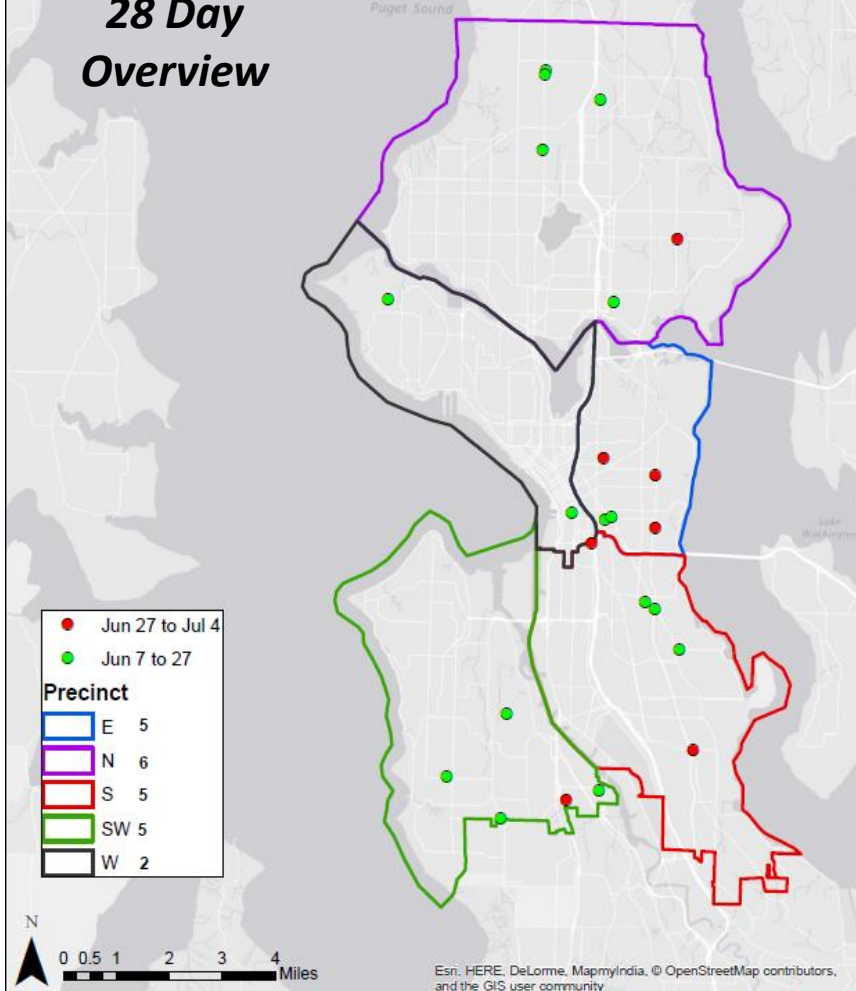 28 Day
Overview
Puget Sound
Lake
Washington
Jun 27 to Jul 4
Jun 7 to 27
Precinct
E 5
N 6
S 5
SW 5
W 2
N
0 0.5 1 2 3 4
Miles
Esri, HERE, DeLorme, MapmyIndia, © OpenStreetMap contributors,
and the GIS user community